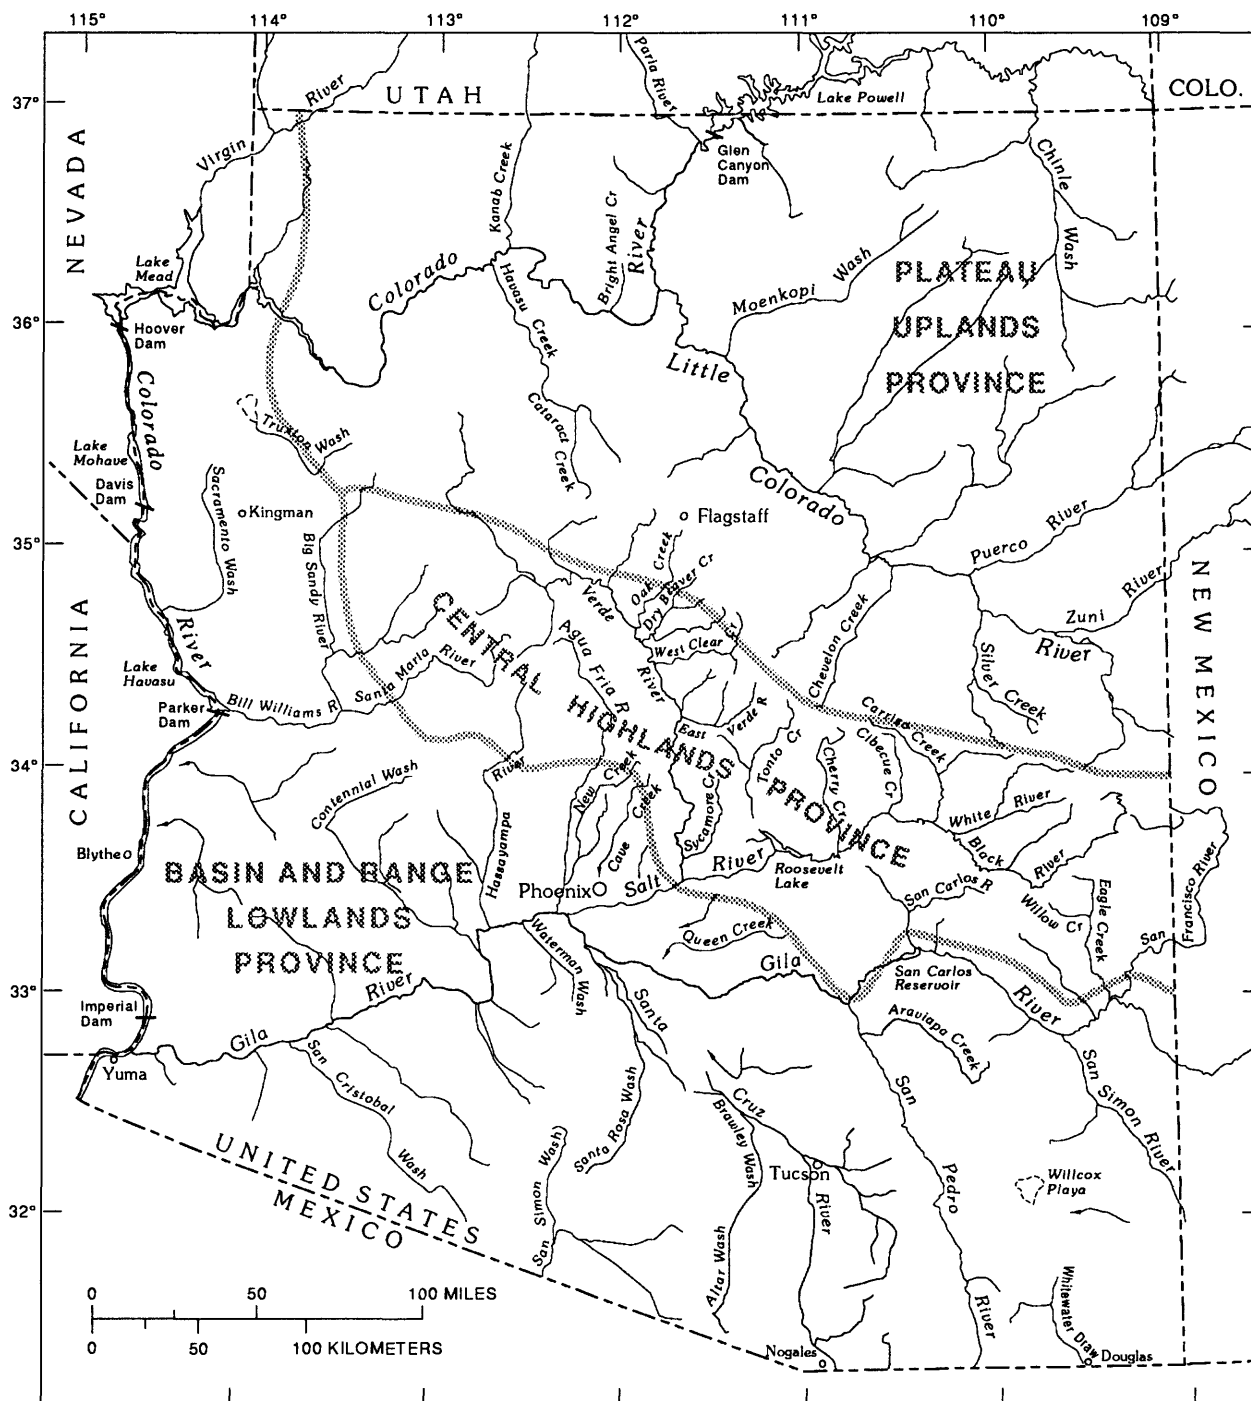 115° 114° 113° 112° 111° 110° 109°
37°
36°
35°
34°
33°
32°
UTAH
COLO.
NEVADA
CALIFORNIA
NEW MEXICO
UNITED STATES
MEXICO
Virgin River
Paria River
Lake Powell
Glen
Canyon
Dam
Kanab Creek
Bright Angel Cr
Colorado River
Chinle Wash
Moenkopi Wash
PLATEAU
UPLANDS
PROVINCE
Lake
Mead
Hoover
Dam
Colorado River
Havasu Creek
Cataract Creek
Little Colorado River
Truxton Wash
Lake
Mohave
Davis
Dam
Sacramento Wash
Kingman
Big Sandy River
Flagstaff
Puerco River
Zuni River
Oak Creek
Dry Beaver Cr
West Clear Cr
Verde River
Chevelon Creek
Silver Creek
Lake
Havasu
Parker
Dam
Bill Williams R
Santa Maria River
Agua Fria R
CENTRAL HIGHLANDS PROVINCE
East Verde R
Tonto Cr
Cherry Cr
Cibecue Cr
Carrizo Creek
White River
Black River
Centennial Wash
Hassayampa River
New Creek
Cave Creek
Sycamore Cr
Blythe
BASIN AND RANGE
LOWLANDS
PROVINCE
Phoenix
Salt River
Roosevelt
Lake
San Carlos R
Willow Cr
Eagle Creek
San Francisco River
Queen Creek
Waterman Wash
Gila River
San Carlos
Reservoir
Gila River
Imperial
Dam
Yuma
San Cristobal Wash
Santa Rosa Wash
Santa Cruz River
Araviapa Creek
San Simon River
San Pedro River
Brawley Wash
Altar Wash
San Simon Wash
Tucson
Willcox
Playa
Whitewater Draw
Nogales
Douglas
0 50 100 MILES
0 50 100 KILOMETERS